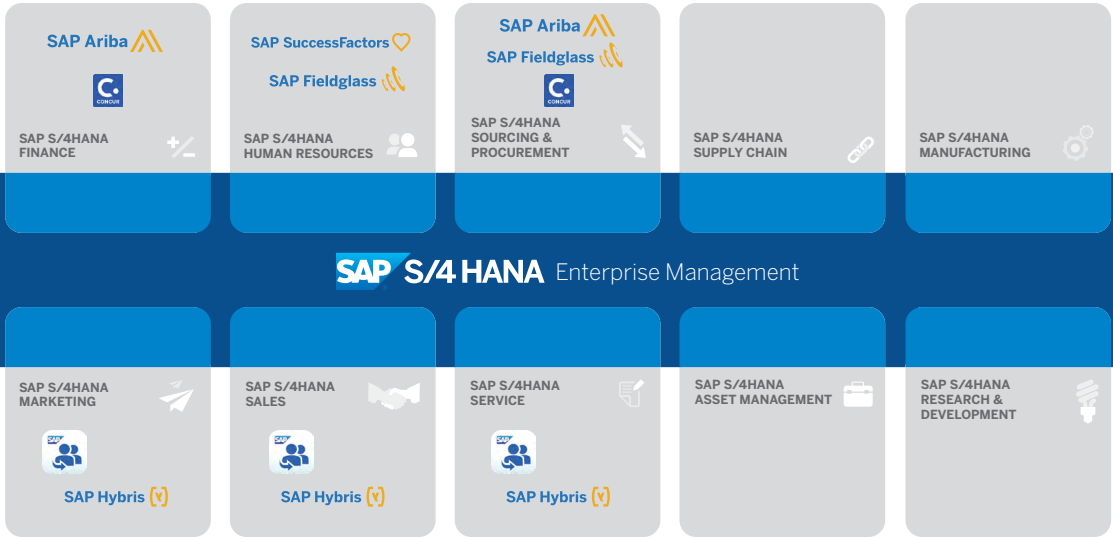 SAP Ariba
C.
CONCUR
SAP S/4HANA
FINANCE
SAP SuccessFactors
SAP Fieldglass
SAP S/4HANA
HUMAN RESOURCES
SAP Ariba
SAP Fieldglass
C.
CONCUR
SAP S/4HANA
SOURCING &
PROCUREMENT
SAP S/4HANA
SUPPLY CHAIN
SAP S/4HANA
MANUFACTURING
SAP S/4HANA Enterprise Management
SAP S/4HANA
MARKETING
SAP
SAP Hybris
SAP S/4HANA
SALES
SAP
SAP Hybris
SAP S/4HANA
SERVICE
SAP
SAP Hybris
SAP S/4HANA
ASSET MANAGEMENT
SAP S/4HANA
RESEARCH &
DEVELOPMENT